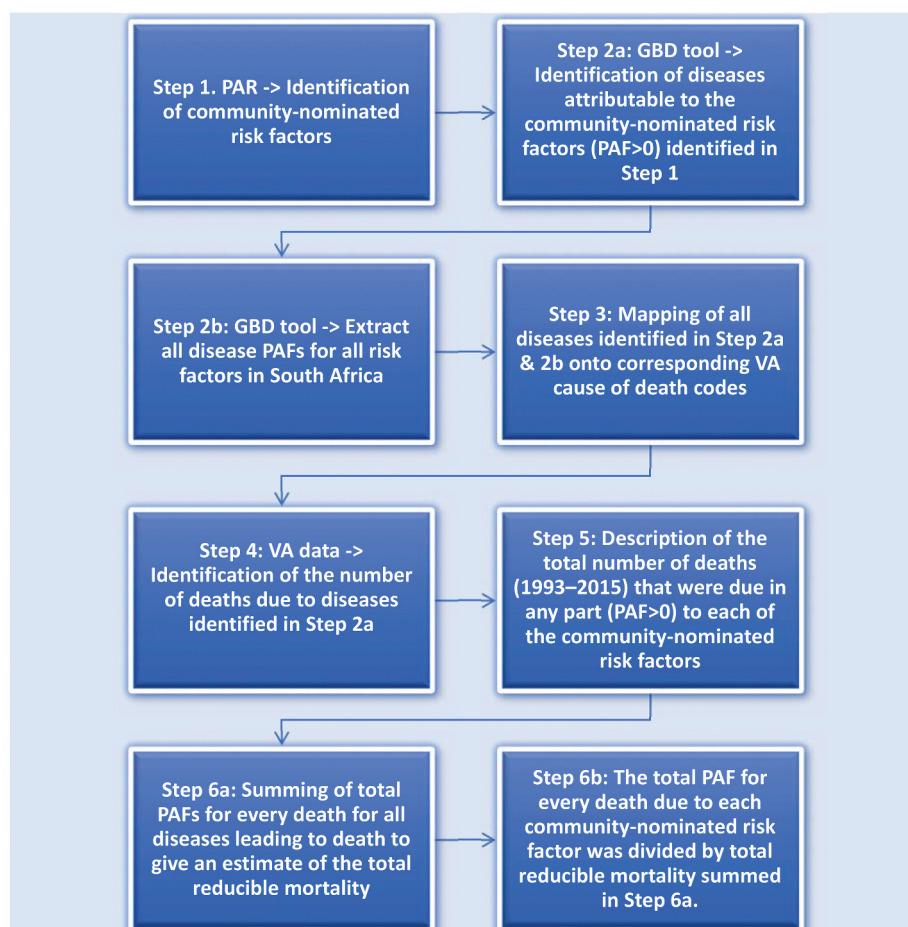 Step 1. PAR -> Identification
of community-nominated
risk factors
Step 2a: GBD tool ->
Identification of diseases
attributable to the
community-nominated risk
factors (PAF>0) identified in
Step 1
Step 2b: GBD tool -> Extract
all disease PAFs for all risk
factors in South Africa
Step 3: Mapping of all
diseases identified in Step 2a
& 2b onto corresponding VA
cause of death codes
Step 4: VA data ->
Identification of the number
of deaths due to diseases
identified in Step 2a
Step 5: Description of the
total number of deaths
(1993–2015) that were due in
any part (PAF>0) to each of
the community-nominated
risk factors
Step 6a: Summing of total
PAFs for every death for all
diseases leading to death to
give an estimate of the total
reducible mortality
Step 6b: The total PAF for
every death due to each
community-nominated risk
factor was divided by total
reducible mortality summed
in Step 6a.